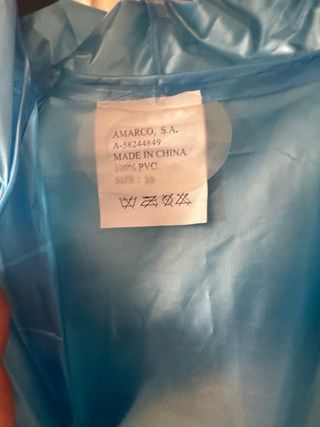 AMARCO, S.A.
A-58244849
MADE IN CHINA
100% PVC
SIZE : 10